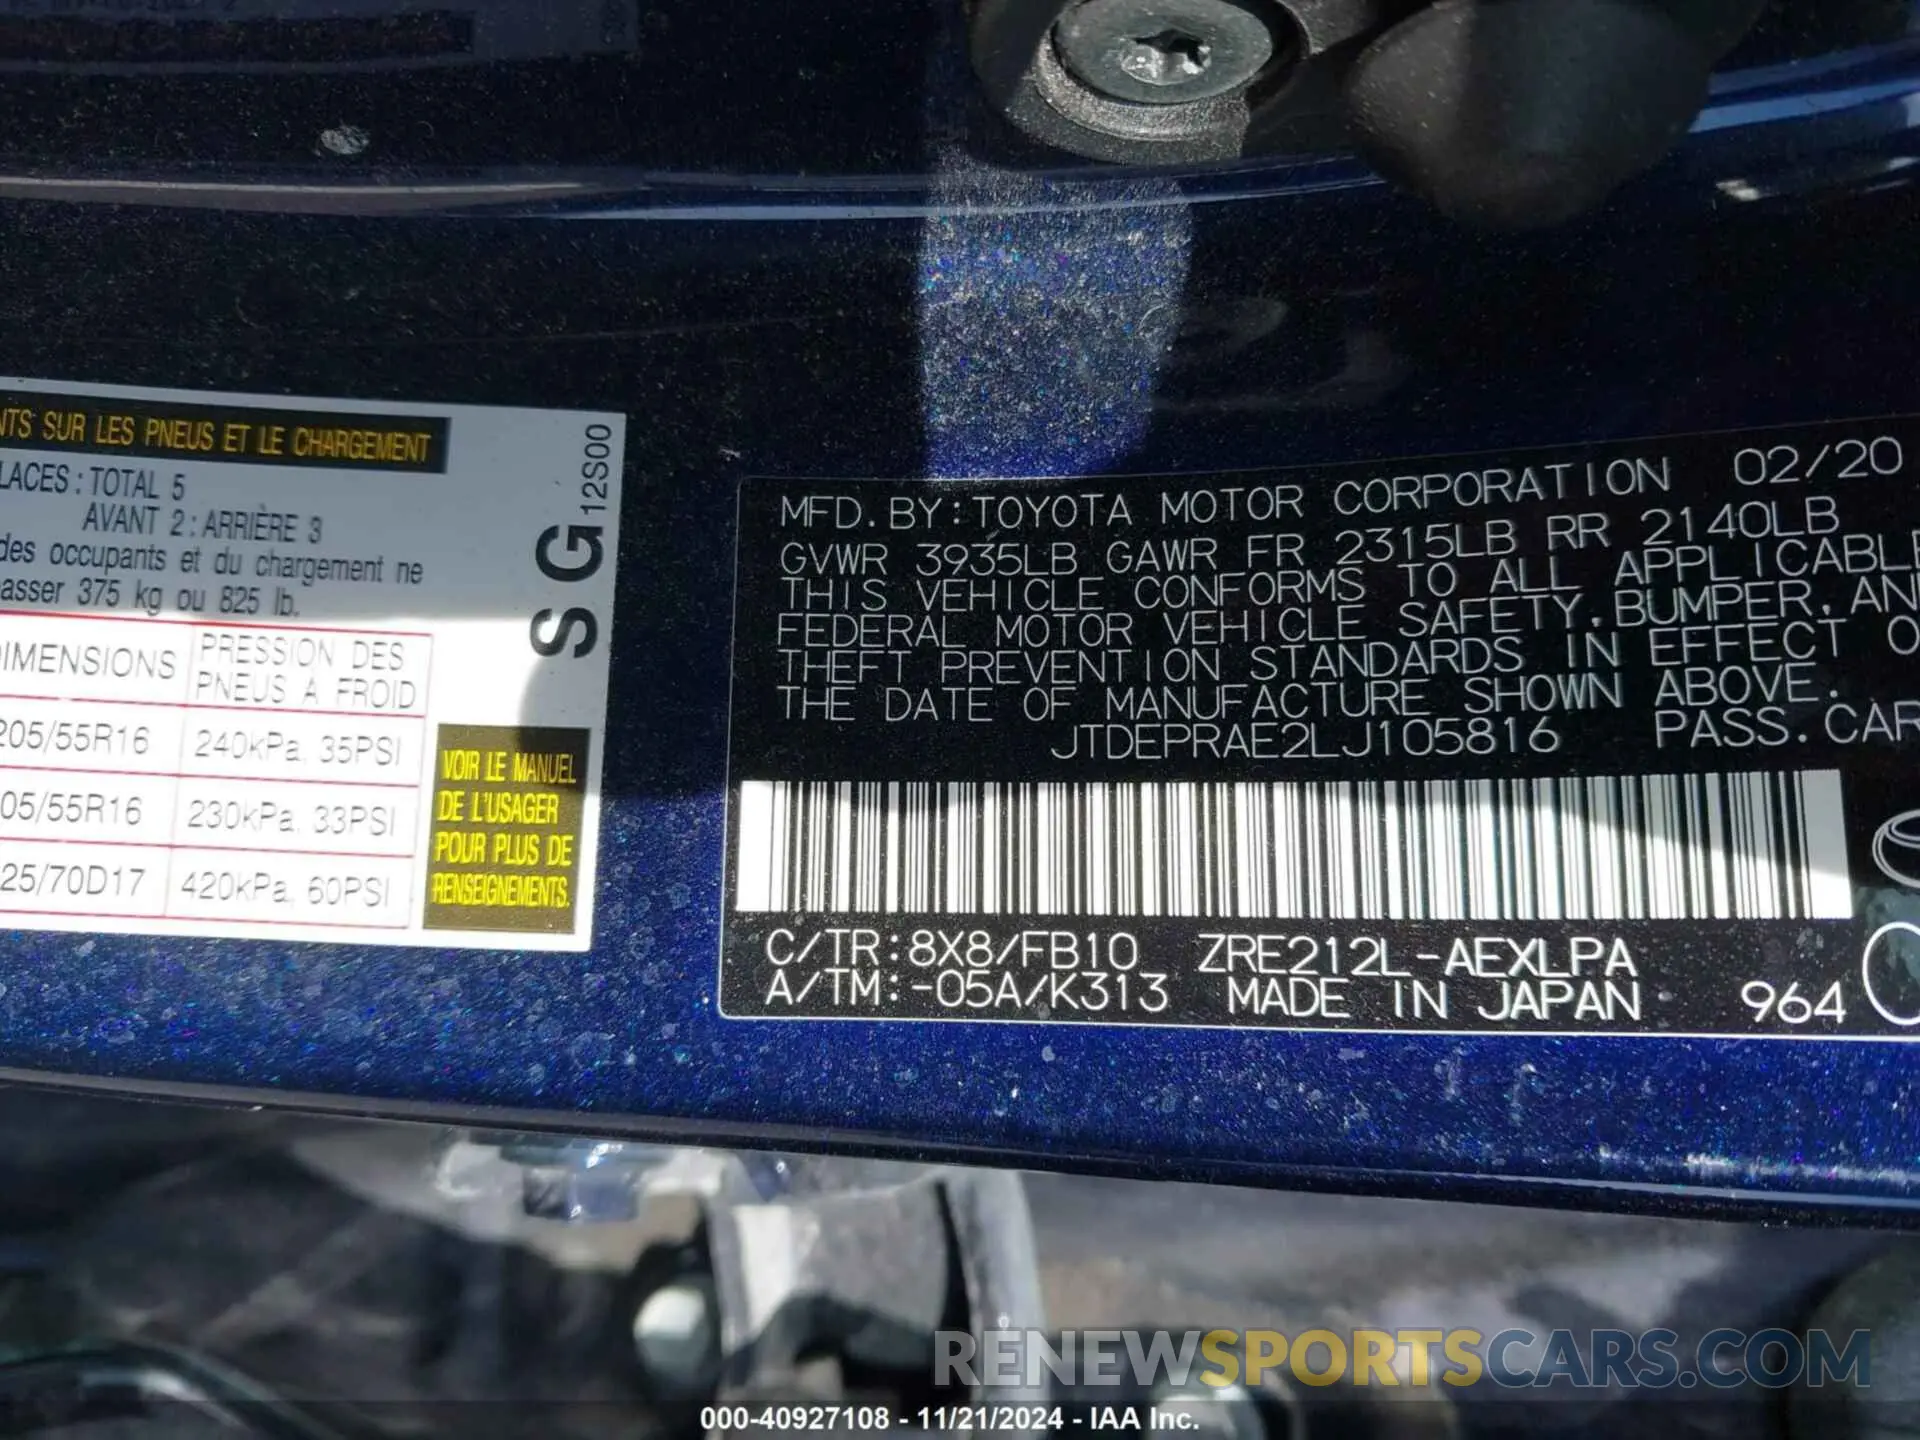 NTS SUR LES PNEUS ET LE CHARGEMENT
LACES : TOTAL 5
AVANT 2 : ARRIÈRE 3
des occupants et du chargement ne
asser 375 kg ou 825 lb.
DIMENSIONS PRESSION DES PNEUS A FROID
205/55R16 240kPa, 35PSI
05/55R16 230kPa, 33PSI
25/70D17 420kPa, 60PSI
VOIR LE MANUEL
DE L'USAGER
POUR PLUS DE
RENSEIGNEMENTS.
S G 12S00
MFD. BY: TOYOTA MOTOR CORPORATION 02/20
GVWR 3935LB GAWR FR 2315LB RR 2140LB
THIS VEHICLE CONFORMS TO ALL APPLICABLE
FEDERAL MOTOR VEHICLE SAFETY, BUMPER, AN
THEFT PREVENTION STANDARDS IN EFFECT O
THE DATE OF MANUFACTURE SHOWN ABOVE.
JTDEPRAE2LJ105816 PASS. CAR
C/TR: 8X8/FB10 ZRE212L-AEXLPA
A/TM: -05A/K313 MADE IN JAPAN 964
RENEWSPORTSCARS.COM
000-40927108 - 11/21/2024 - IAA Inc.